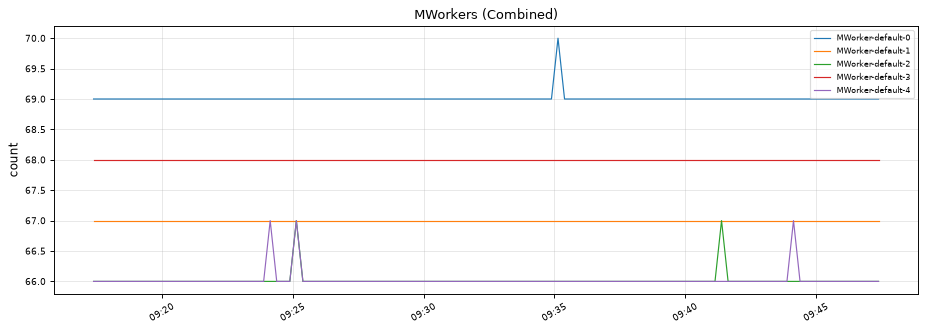 MWorkers (Combined)
count
70.0
69.5
69.0
68.5
68.0
67.5
67.0
66.5
66.0
09:20
09:25
09:30
09:35
09:40
09:45
MWorker-default-0
MWorker-default-1
MWorker-default-2
MWorker-default-3
MWorker-default-4